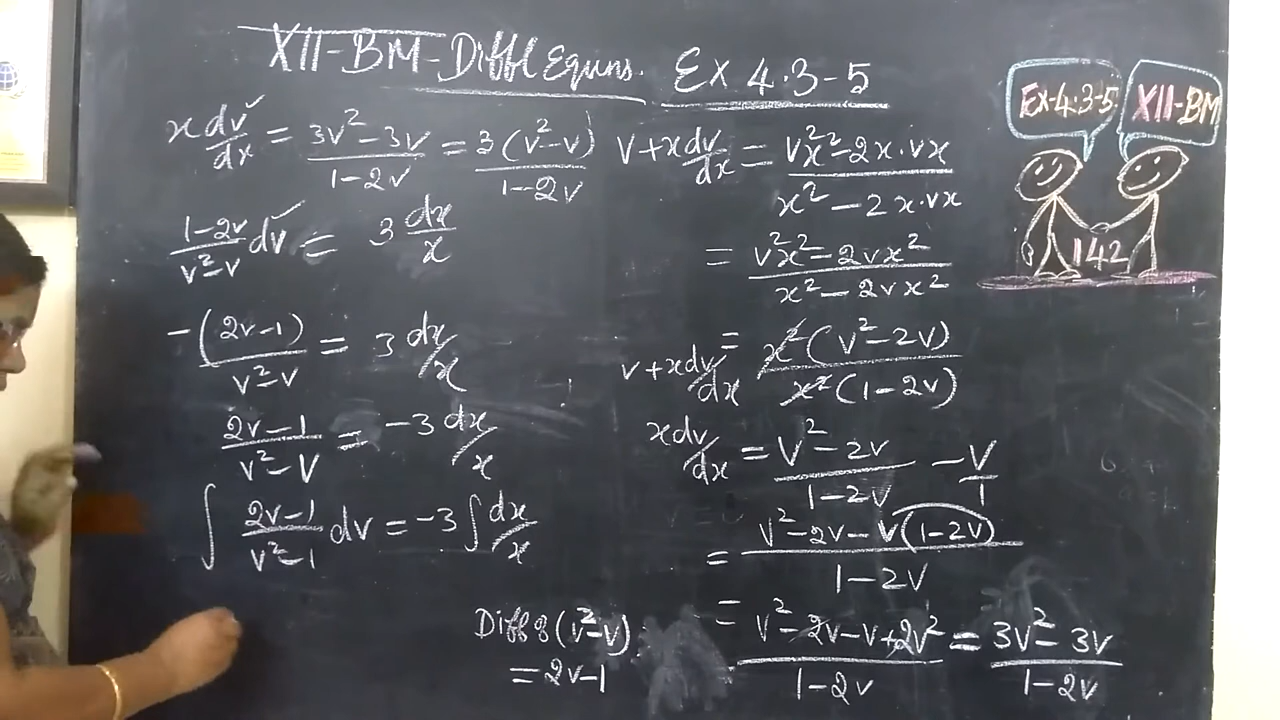 XII-BM-Diffl Equns. Ex 4.3-5
x dv/dx = (3v²-3v)/(1-2v) = 3(v²-v)/(1-2v)
(1-2v)/(v²-v) dv = 3 dx/x
-(2v-1)/(v²-v) = 3 dx/x
(2v-1)/(v²-v) = -3 dx/x
∫ (2v-1)/(v²-1) dv = -3 ∫ dx/x
Diff g (v²-v)
= 2v-1
v+x dv/dx = (v²x²-2x.vx)/(x²-2x.vx)
= (v²x²-2vx²)/(x²-2vx²)
v+x dv/dx = x²(v²-2v)/x²(1-2v)
x dv/dx = (v²-2v)/(1-2v) - v/1
= (v²-2v-v(1-2v))/(1-2v)
= (v²-2v-v+2v²)/(1-2v) = (3v²-3v)/(1-2v)
Ex-4.3-5
XII-BM
142